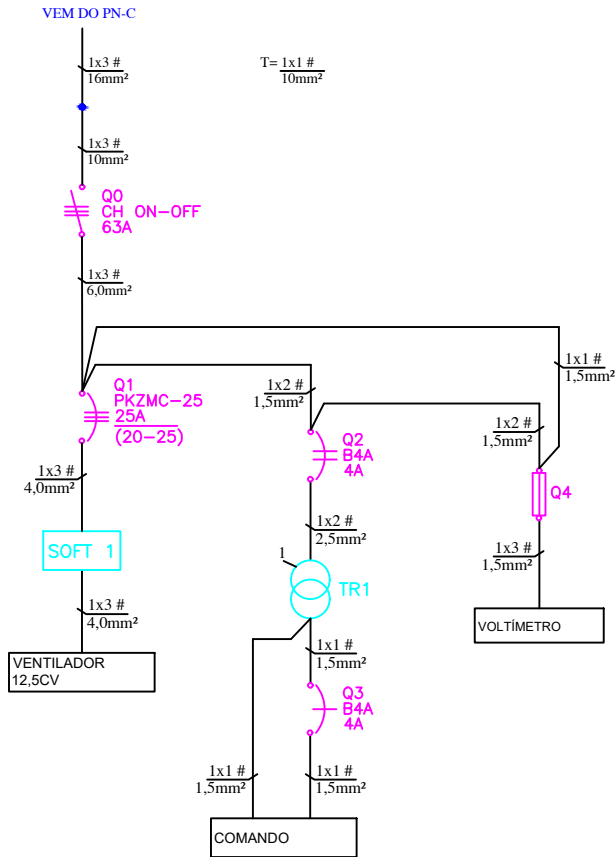 VEM DO PN-C
1x3 #
16mm²
T= 1x1 #
10mm²
1x3 #
10mm²
Q0
CH ON-OFF
63A
1x3 #
6,0mm²
1x1 #
1,5mm²
Q1
PKZMC-25
25A
(20-25)
1x2 #
1,5mm²
1x2 #
1,5mm²
Q2
B4A
4A
1x3 #
4,0mm²
Q4
1x2 #
2,5mm²
SOFT 1
1
TR1
1x3 #
1,5mm²
1x3 #
4,0mm²
VOLTÍMETRO
VENTILADOR
12,5CV
1x1 #
1,5mm²
Q3
B4A
4A
1x1 #
1,5mm²
1x1 #
1,5mm²
COMANDO